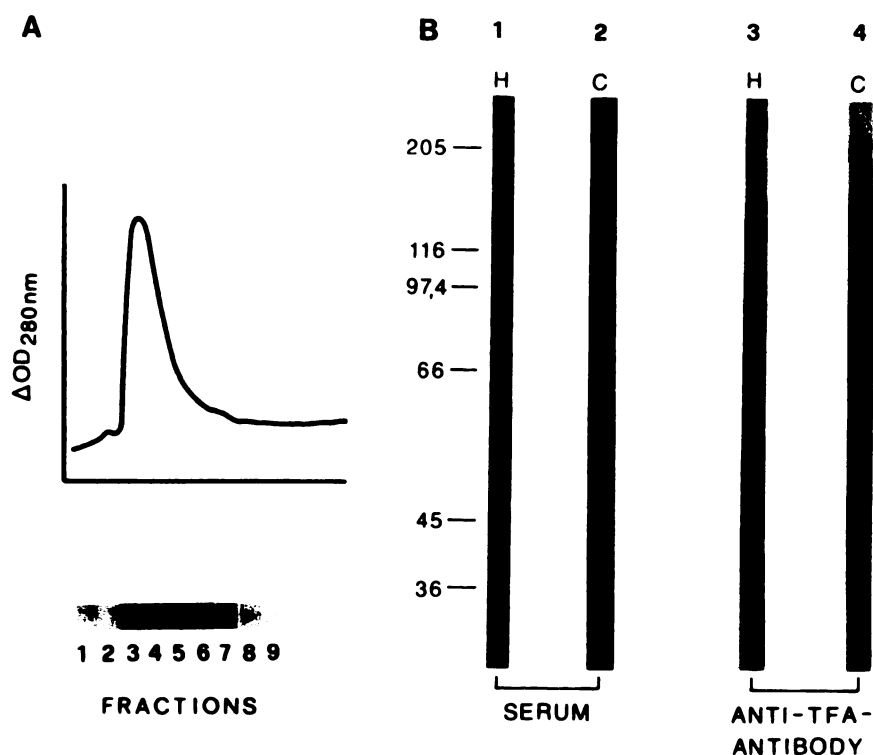 A
ΔOD280nm
1 2 3 4 5 6 7 8 9
FRACTIONS
B 1 2 3 4
H C H C
205
116
97,4
66
45
36
SERUM
ANTI-TFA-
ANTIBODY